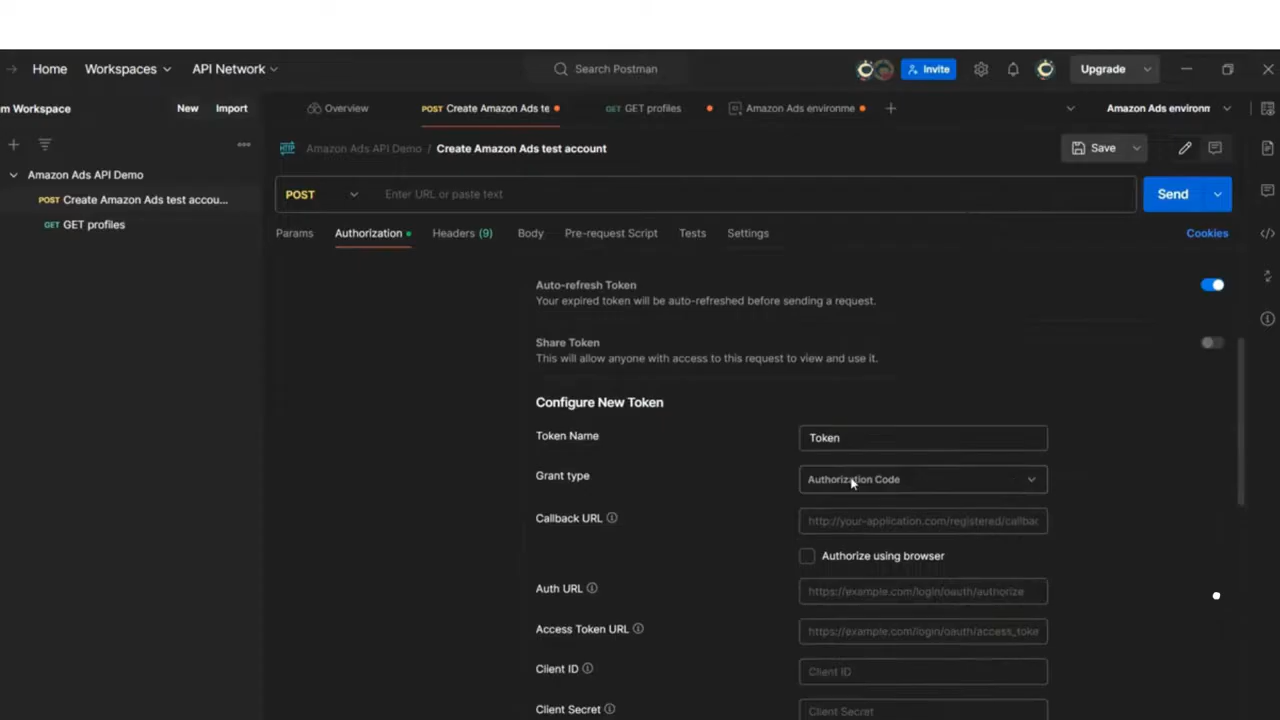 Home Workspaces API Network Search Postman Invite Upgrade
m Workspace New Import Overview POST Create Amazon Ads te GET GET profiles Amazon Ads environme Amazon Ads environm
Amazon Ads API Demo / Create Amazon Ads test account Save
Amazon Ads API Demo
POST Create Amazon Ads test accou...
GET GET profiles
POST Enter URL or paste text Send
Params Authorization Headers (9) Body Pre-request Script Tests Settings Cookies
Auto-refresh Token
Your expired token will be auto-refreshed before sending a request.
Share Token
This will allow anyone with access to this request to view and use it.
Configure New Token
Token Name Token
Grant type Authorization Code
Callback URL http://your-application.com/registered/callbac
Authorize using browser
Auth URL https://example.com/login/oauth/authorize
Access Token URL https://example.com/login/oauth/access_toke
Client ID Client ID
Client Secret Client Secret